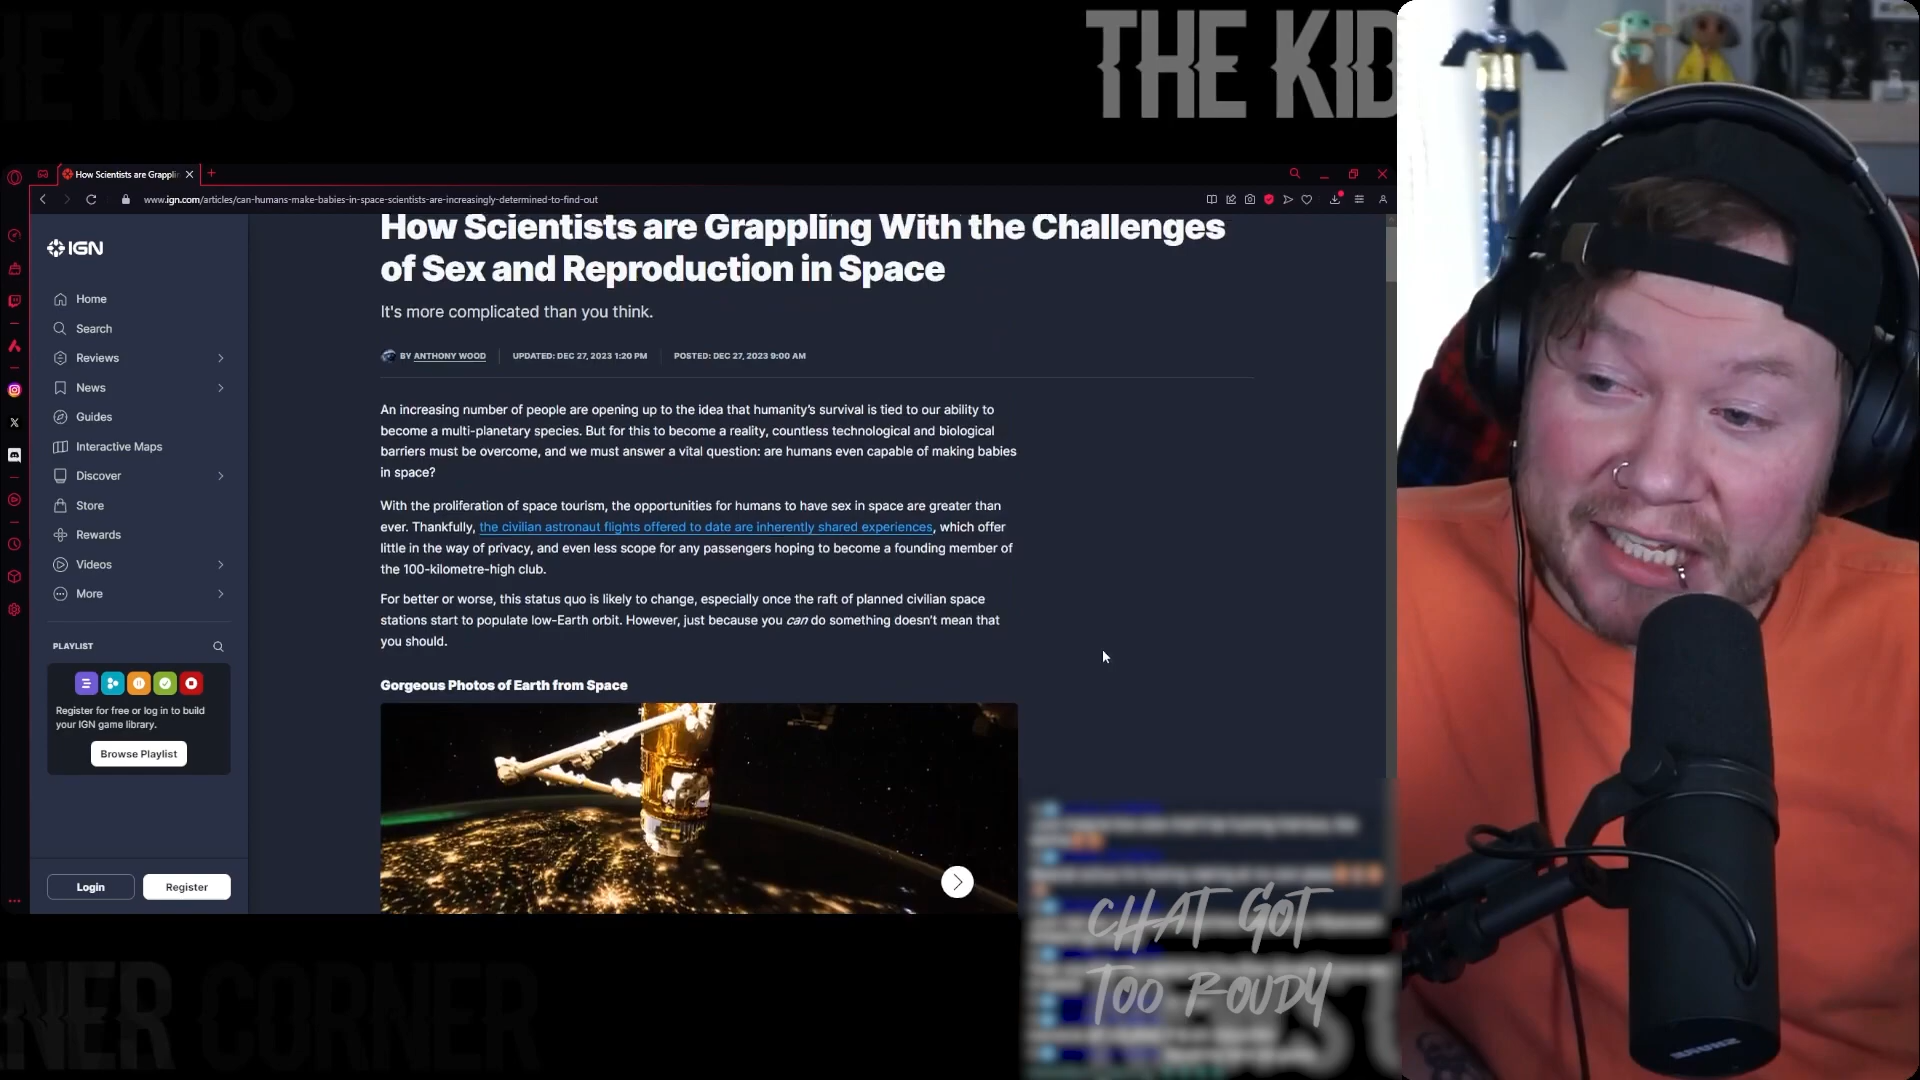 THE KIDS
THE KID
How Scientists are Grappli
www.ign.com/articles/can-humans-make-babies-in-space-scientists-are-increasingly-determined-to-find-out
IGN
Home
Search
Reviews
News
Guides
Interactive Maps
Discover
Store
Rewards
Videos
More
PLAYLIST
Register for free or log in to build
your IGN game library.
Browse Playlist
Login
Register
How Scientists are Grappling With the Challenges
of Sex and Reproduction in Space
It's more complicated than you think.
BY ANTHONY WOOD
UPDATED: DEC 27, 2023 1:20 PM
POSTED: DEC 27, 2023 9:00 AM
An increasing number of people are opening up to the idea that humanity's survival is tied to our ability to
become a multi-planetary species. But for this to become a reality, countless technological and biological
barriers must be overcome, and we must answer a vital question: are humans even capable of making babies
in space?
With the proliferation of space tourism, the opportunities for humans to have sex in space are greater than
ever. Thankfully, the civilian astronaut flights offered to date are inherently shared experiences, which offer
little in the way of privacy, and even less scope for any passengers hoping to become a founding member of
the 100-kilometre-high club.
For better or worse, this status quo is likely to change, especially once the raft of planned civilian space
stations start to populate low-Earth orbit. However, just because you can do something doesn't mean that
you should.
Gorgeous Photos of Earth from Space
CHAT GOT
TOO ROUDY
RNER CORNER
SHURE